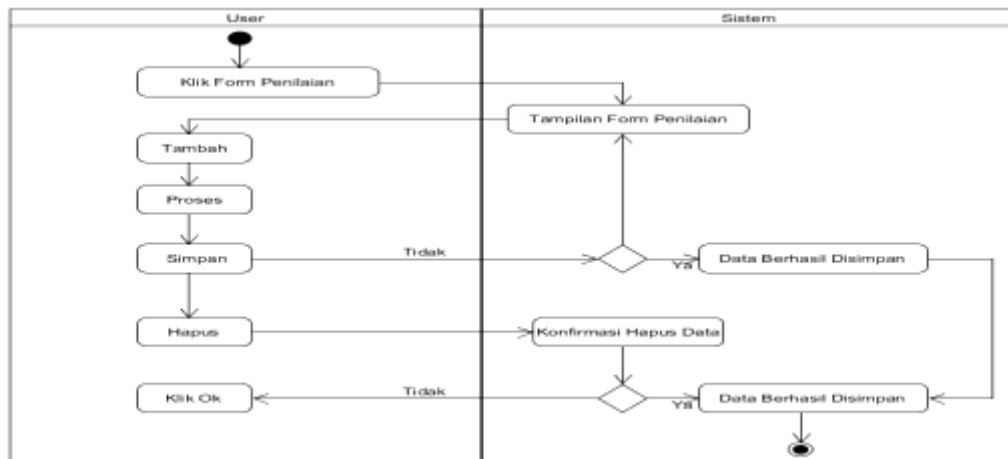 User
Sistem
Klik Form Penilaian
Tampilan Form Penilaian
Tambah
Proses
Simpan
Tidak
Ya
Data Berhasil Disimpan
Hapus
Konfirmasi Hapus Data
Klik Ok
Tidak
Ya
Data Berhasil Disimpan